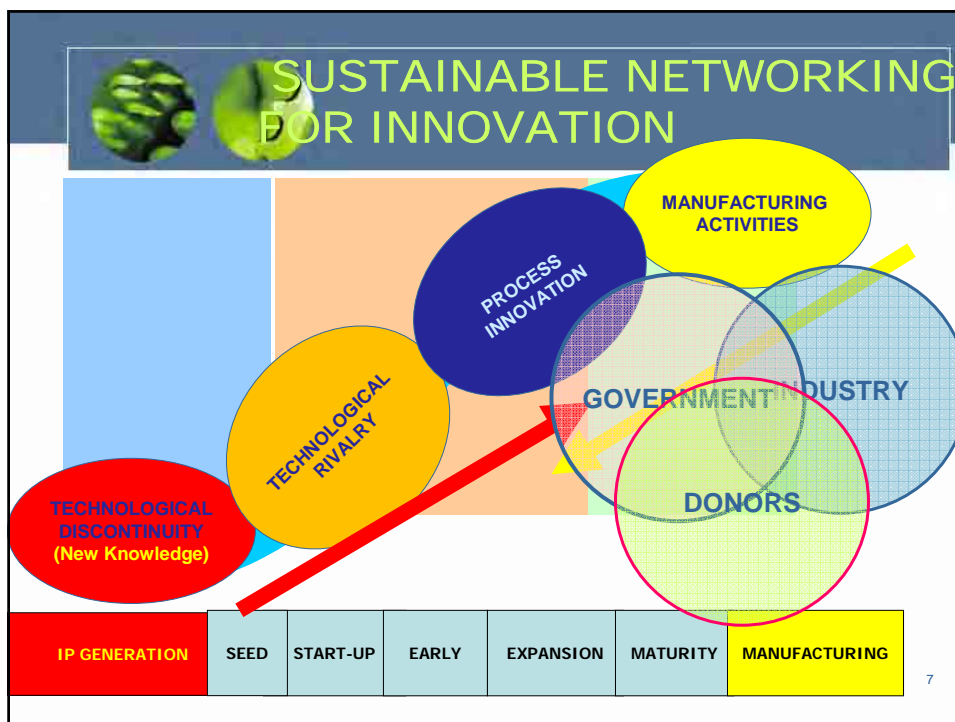 SUSTAINABLE NETWORKING
FOR INNOVATION
MANUFACTURING
ACTIVITIES
PROCESS
INNOVATION
TECHNOLOGICAL
RIVALRY
TECHNOLOGICAL
DISCONTINUITY
(New Knowledge)
GOVERNMENT
INDUSTRY
DONORS
IP GENERATION
SEED
START-UP
EARLY
EXPANSION
MATURITY
MANUFACTURING
7